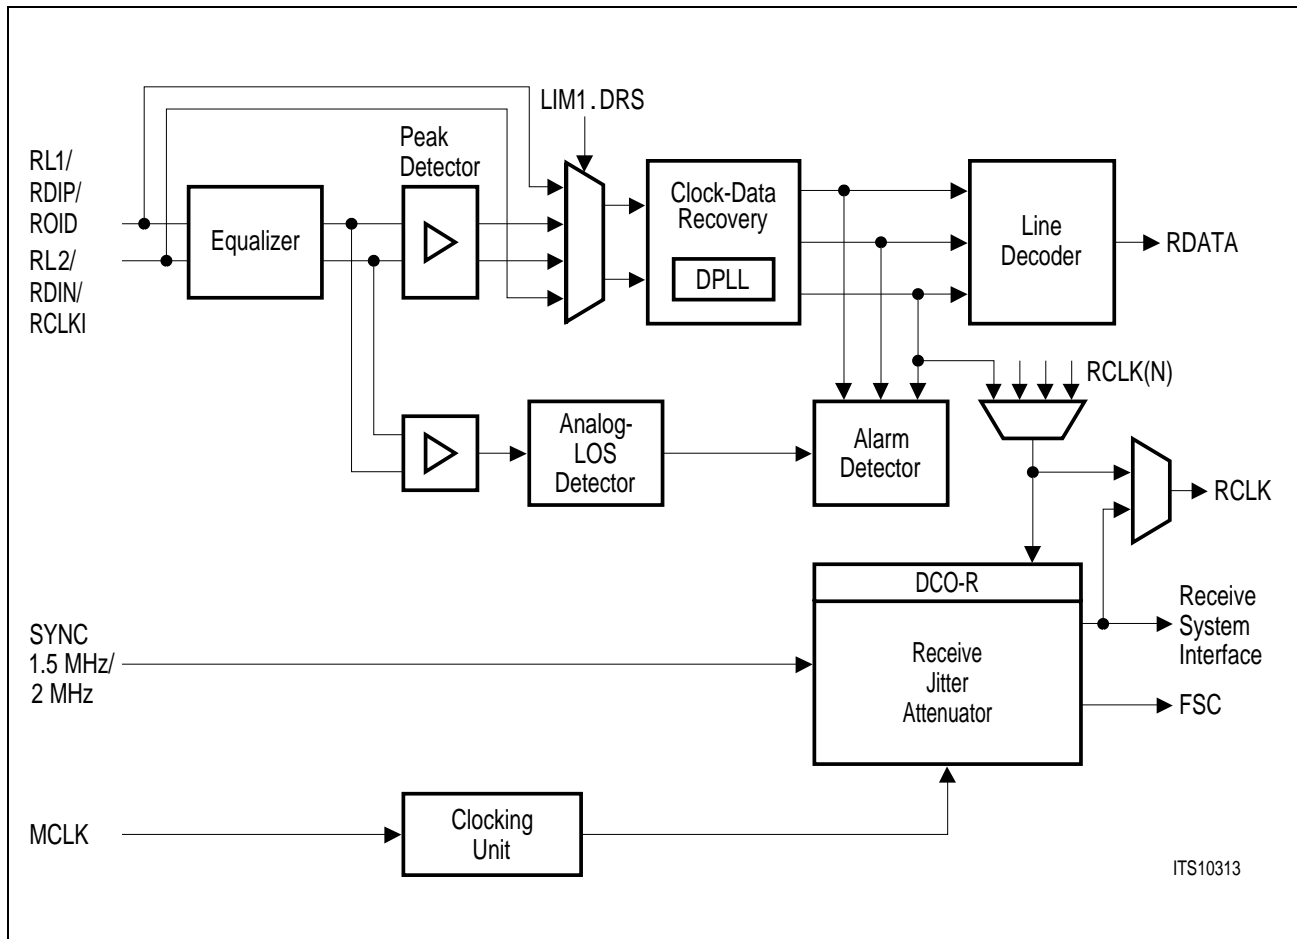 LIM1.DRS
Peak
Detector
RL1/
RDIP/
ROID
RL2/
RDIN/
RCLKI
Equalizer
Clock-Data
Recovery
DPLL
Line
Decoder
RDATA
RCLK(N)
Analog-
LOS
Detector
Alarm
Detector
RCLK
DCO-R
Receive
Jitter
Attenuator
Receive
System
Interface
FSC
SYNC
1.5 MHz/
2 MHz
MCLK
Clocking
Unit
ITS10313